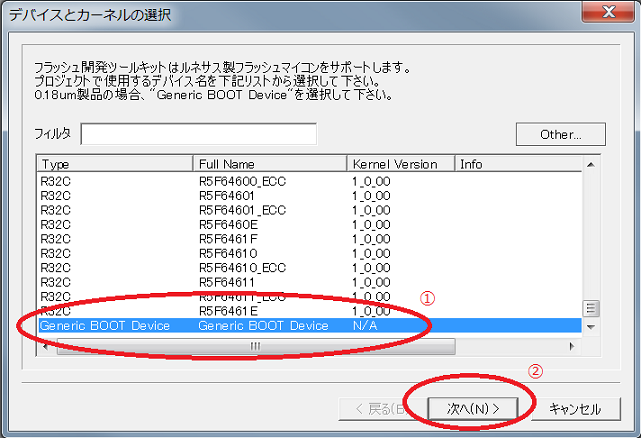 デバイスとカーネルの選択
フラッシュ開発ツールキットはルネサス製フラッシュマイコンをサポートします。
プロジェクトで使用するデバイス名を下記リストから選択して下さい。
0.18um製品の場合、"Generic BOOT Device"を選択して下さい。
フィルタ Other...
Type Full Name Kernel Version Info
R32C R5F64600_ECC 1_0_00
R32C R5F64601 1_0_00
R32C R5F64601_ECC 1_0_00
R32C R5F6460E 1_0_00
R32C R5F6461F 1_0_00
R32C R5F64610 1_0_00
R32C R5F64610_ECC 1_0_00
R32C R5F64611 1_0_00
R32C R5F64611_ECC 1_0_00
R32C R5F6461E 1_0_00
①
Generic BOOT Device Generic BOOT Device N/A
②
< 戻る(B 次へ(N) > キャンセル